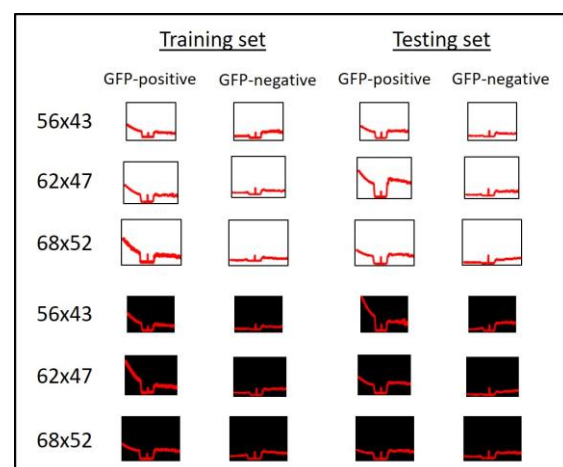 Training set Testing set
GFP-positive GFP-negative GFP-positive GFP-negative
56x43
62x47
68x52
56x43
62x47
68x52